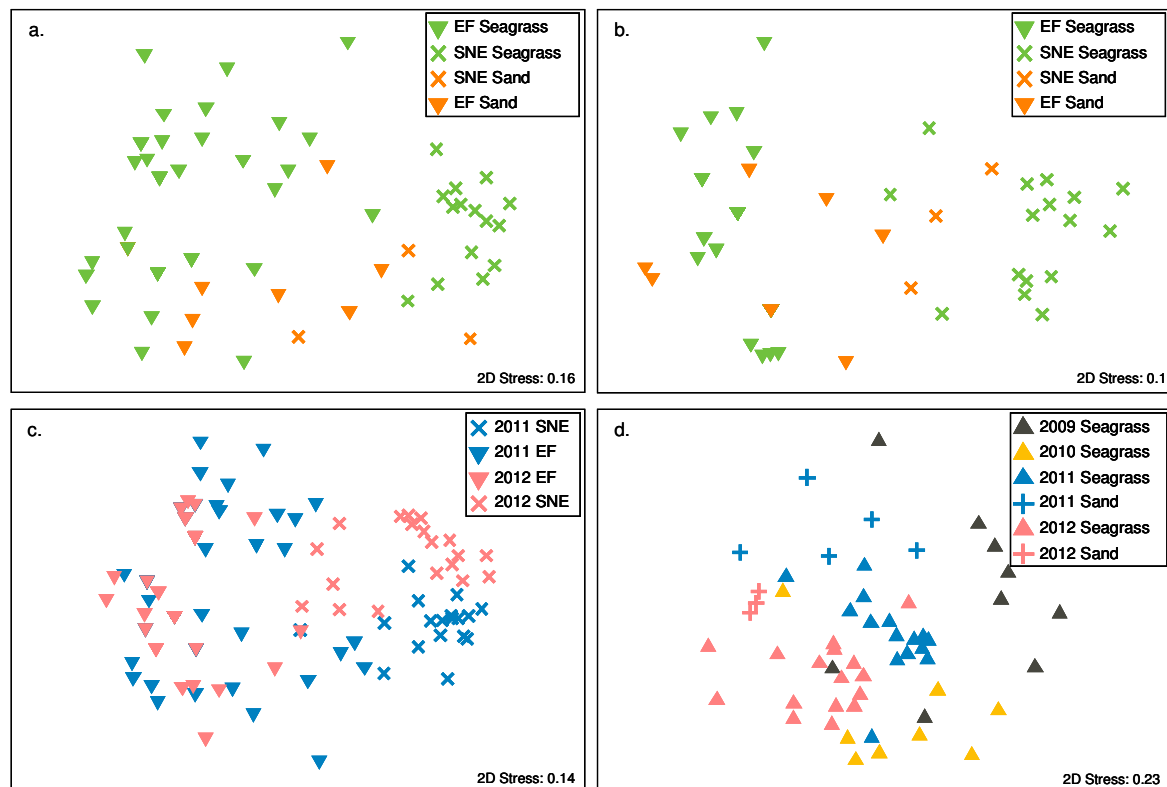 a.
EF Seagrass
SNE Seagrass
SNE Sand
EF Sand
2D Stress: 0.16
b.
EF Seagrass
SNE Seagrass
SNE Sand
EF Sand
2D Stress: 0.1
c.
2011 SNE
2011 EF
2012 EF
2012 SNE
2D Stress: 0.14
d.
2009 Seagrass
2010 Seagrass
2011 Seagrass
2011 Sand
2012 Seagrass
2012 Sand
2D Stress: 0.23